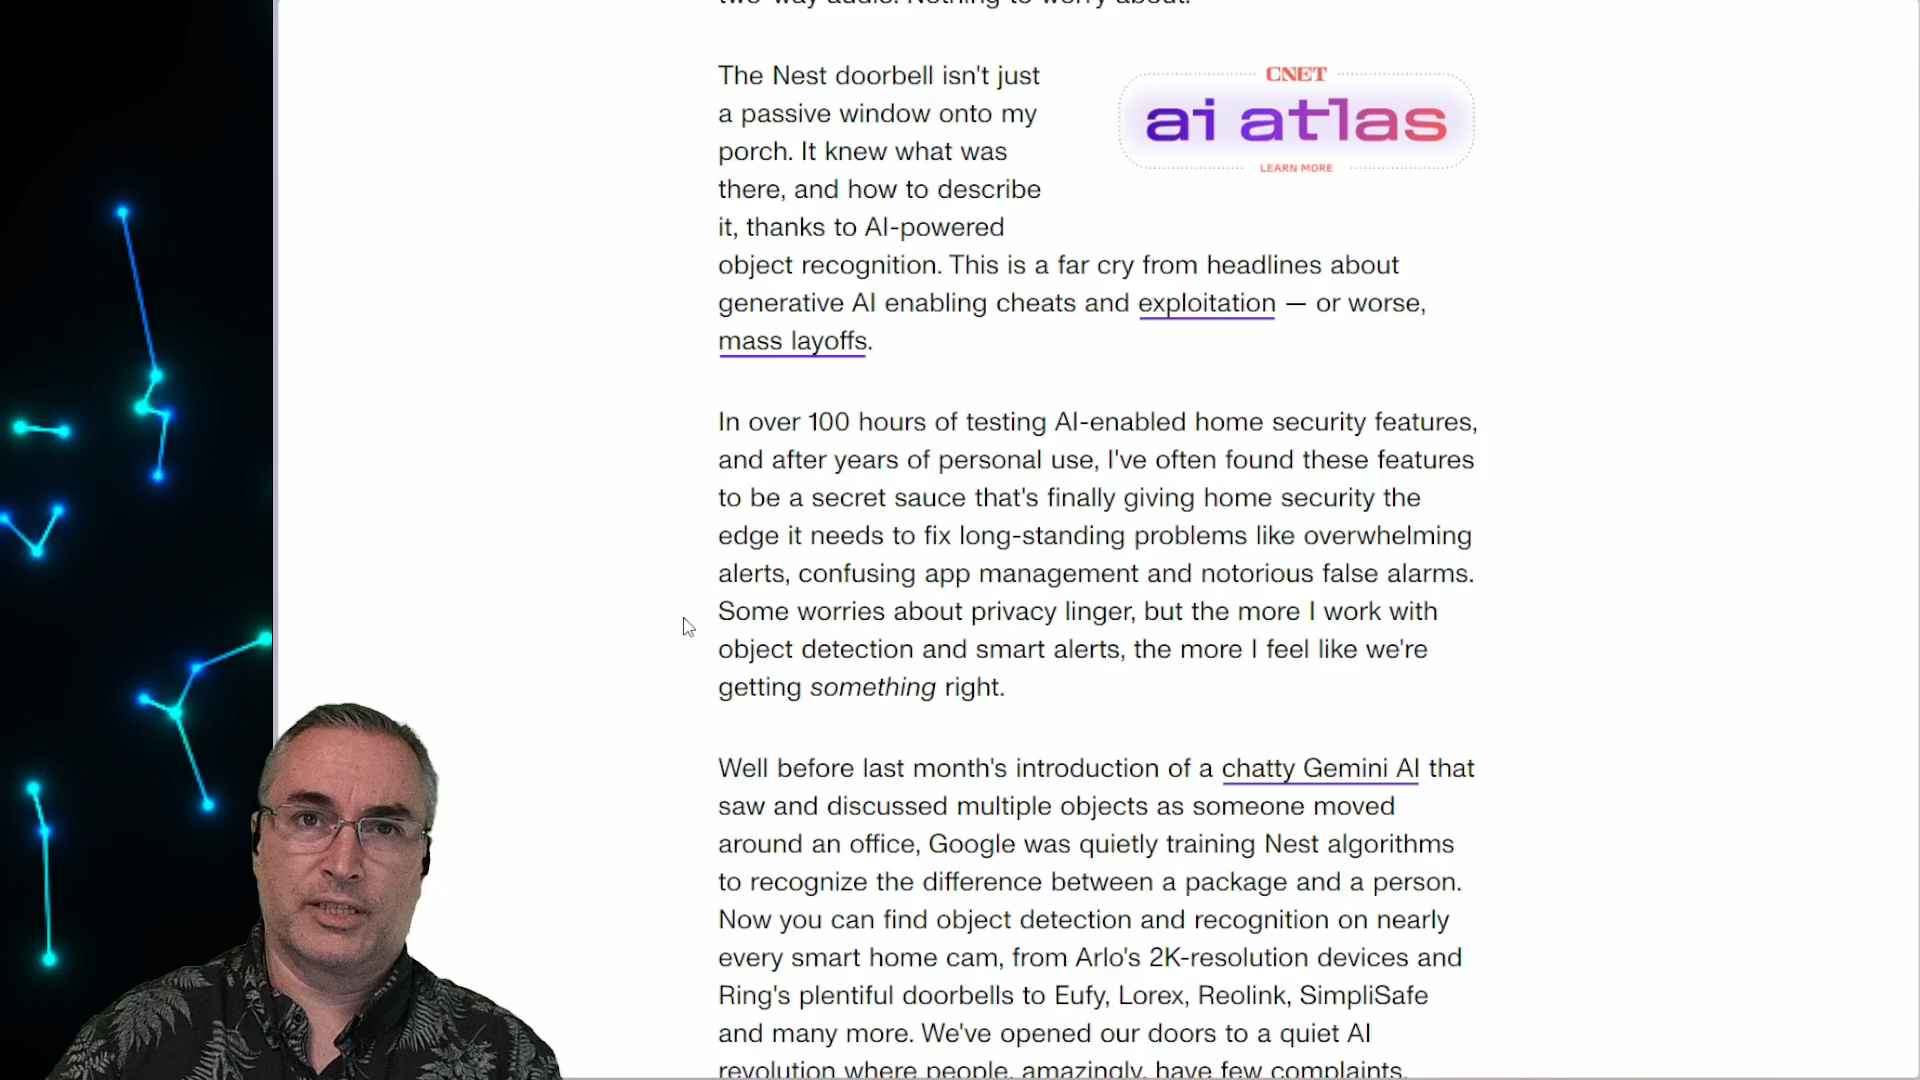 two-way audio. Nothing to worry about.
The Nest doorbell isn't just
a passive window onto my
porch. It knew what was
there, and how to describe
it, thanks to AI-powered
object recognition. This is a far cry from headlines about
generative AI enabling cheats and exploitation — or worse,
mass layoffs.
CNET
ai atlas
LEARN MORE
In over 100 hours of testing AI-enabled home security features,
and after years of personal use, I've often found these features
to be a secret sauce that's finally giving home security the
edge it needs to fix long-standing problems like overwhelming
alerts, confusing app management and notorious false alarms.
Some worries about privacy linger, but the more I work with
object detection and smart alerts, the more I feel like we're
getting something right.
Well before last month's introduction of a chatty Gemini AI that
saw and discussed multiple objects as someone moved
around an office, Google was quietly training Nest algorithms
to recognize the difference between a package and a person.
Now you can find object detection and recognition on nearly
every smart home cam, from Arlo's 2K-resolution devices and
Ring's plentiful doorbells to Eufy, Lorex, Reolink, SimpliSafe
and many more. We've opened our doors to a quiet AI
revolution where people, amazingly, have few complaints.